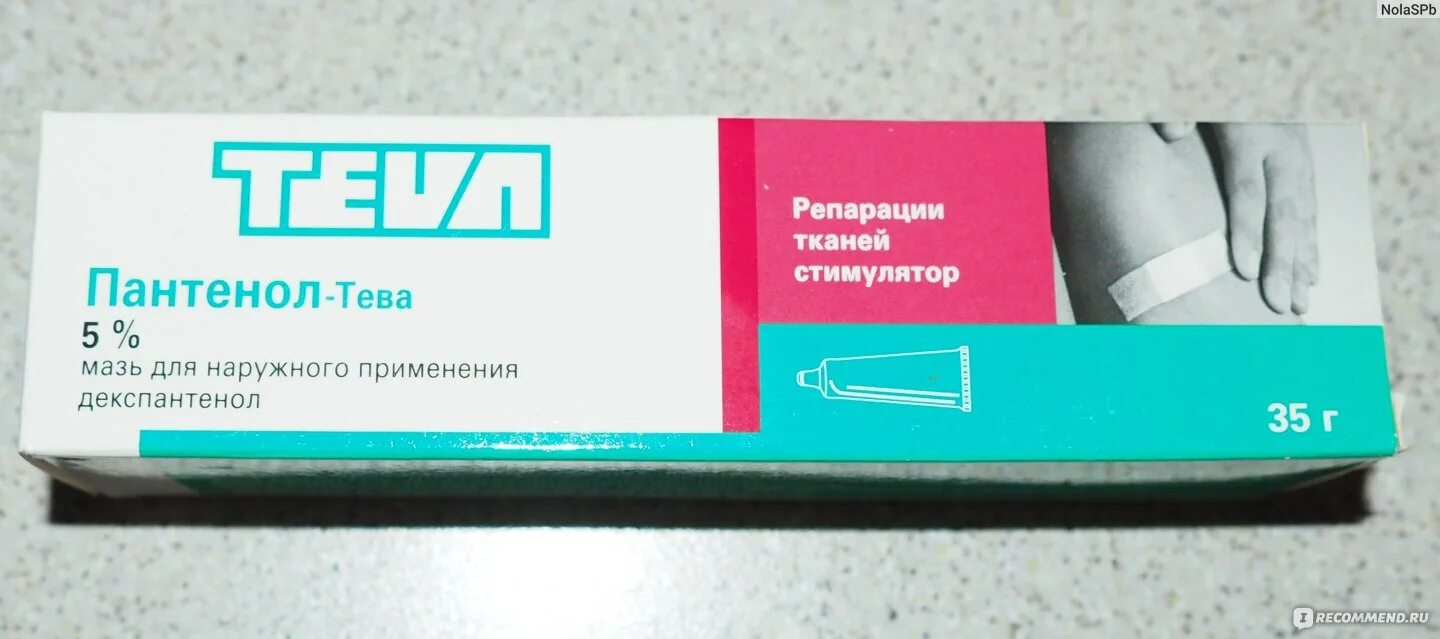 NolaSPb
TEVA
Пантенол-Тева
5 %
мазь для наружного применения
декспантенол
Репарации
тканей
стимулятор
35 г
I RECOMMEND.RU